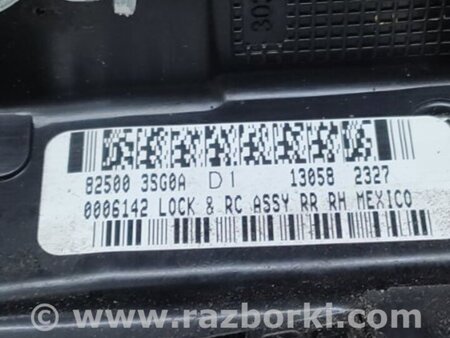 82500 3SG0A D1 13058 2327
0006142 LOCK & RC ASSY RR RH MEXICO
www.razborki.com